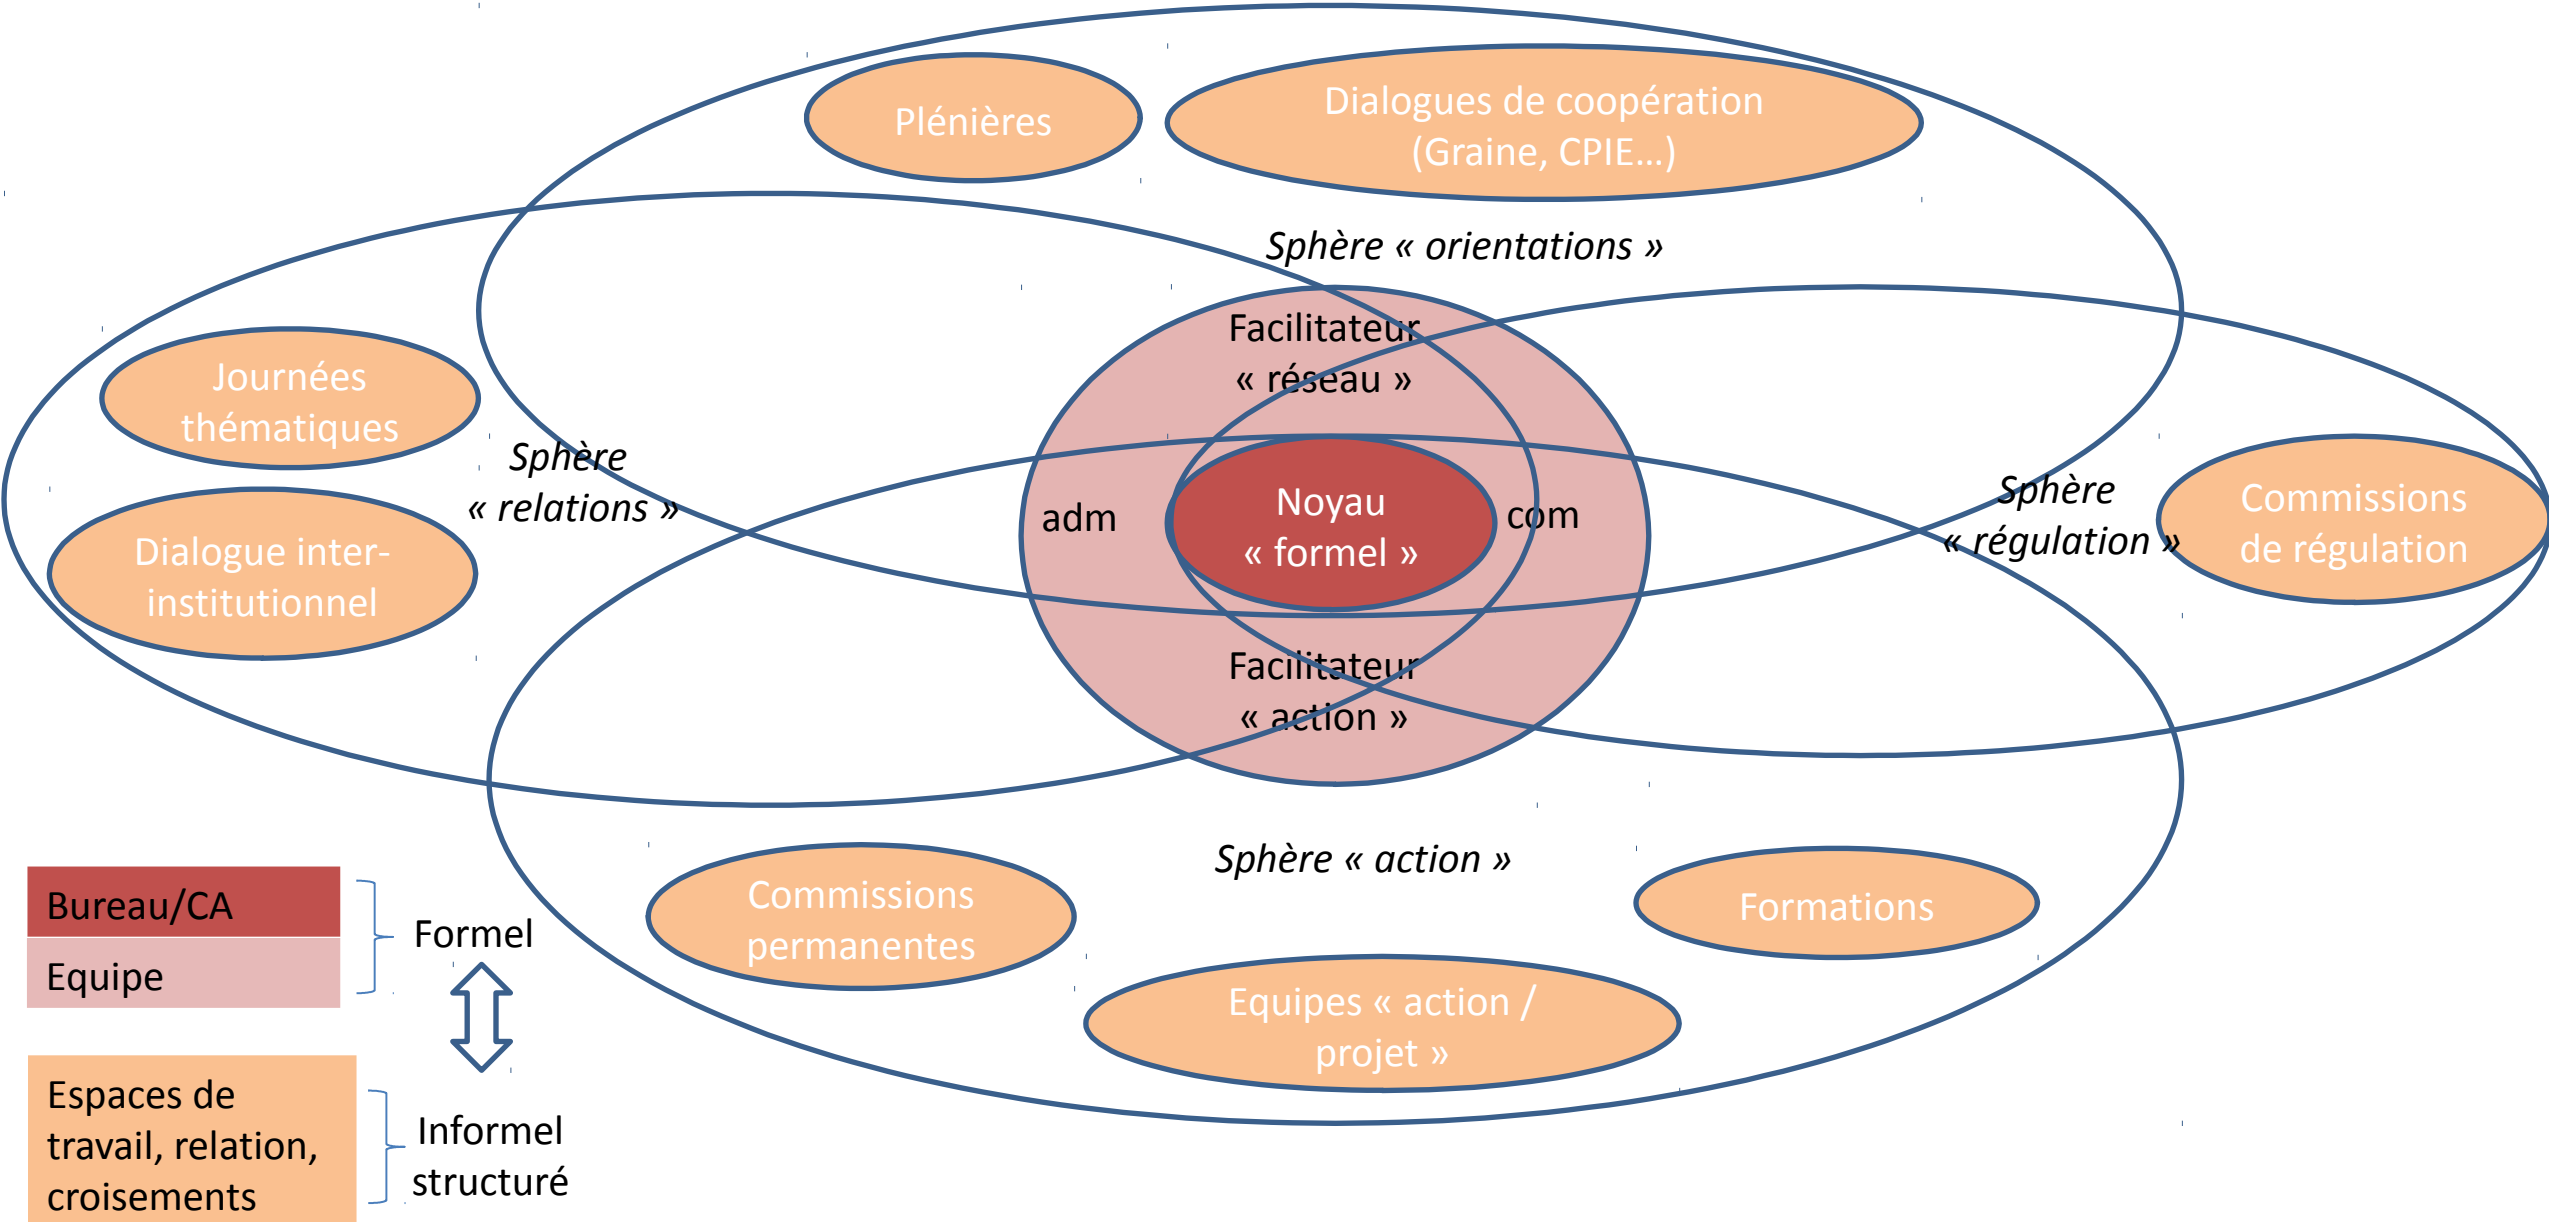 Plénières
Dialogues de coopération
(Graine, CPIE...)
Sphère « orientations »
Facilitateur
« réseau »
Journées
thématiques
Sphère
« relations »
Dialogue inter-
institutionnel
adm
Noyau
« formel »
com
Sphère
« régulation »
Commissions
de régulation
Facilitateur
« action »
Sphère « action »
Commissions
permanentes
Formations
Equipes « action /
projet »
Bureau/CA
Equipe
Formel
Espaces de
travail, relation,
croisements
Informel
structuré